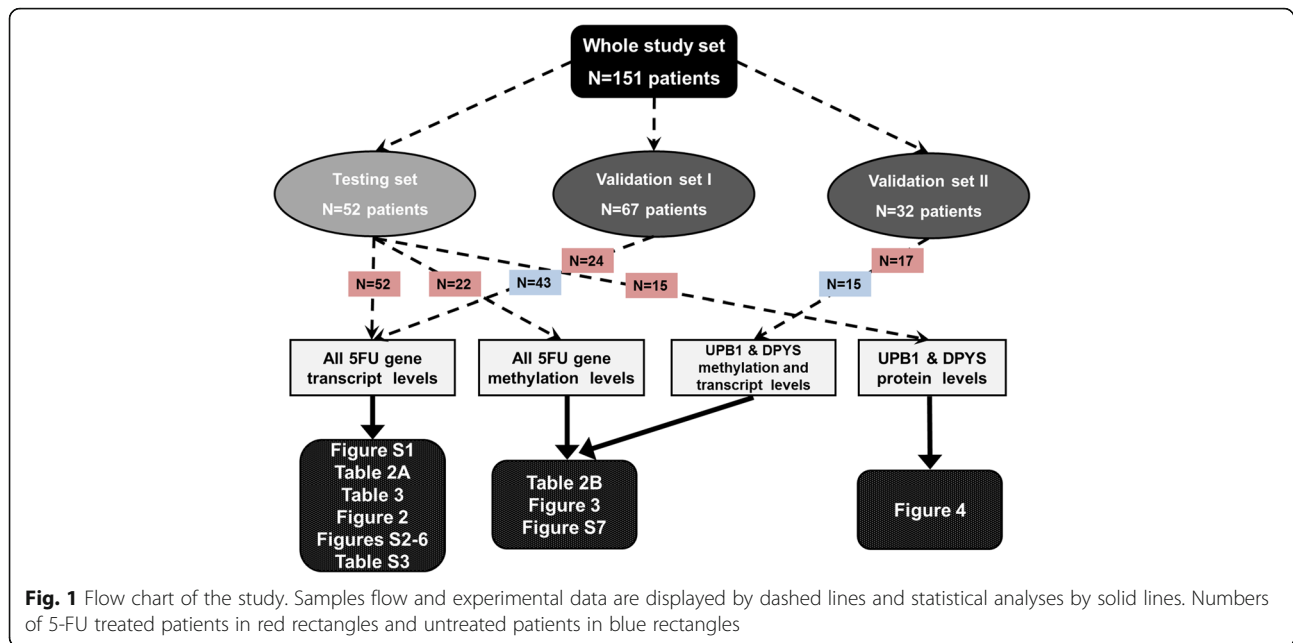 Whole study set
N=151 patients
Testing set
N=52 patients
Validation set I
N=67 patients
Validation set II
N=32 patients
N=24
N=17
N=52
N=22
N=43
N=15
N=15
All 5FU gene
transcript levels
All 5FU gene
methylation levels
UPB1 & DPYS
methylation and
transcript levels
UPB1 & DPYS
protein levels
Figure S1
Table 2A
Table 3
Figure 2
Figures S2-6
Table S3
Table 2B
Figure 3
Figure S7
Figure 4
Fig. 1 Flow chart of the study. Samples flow and experimental data are displayed by dashed lines and statistical analyses by solid lines. Numbers
of 5-FU treated patients in red rectangles and untreated patients in blue rectangles